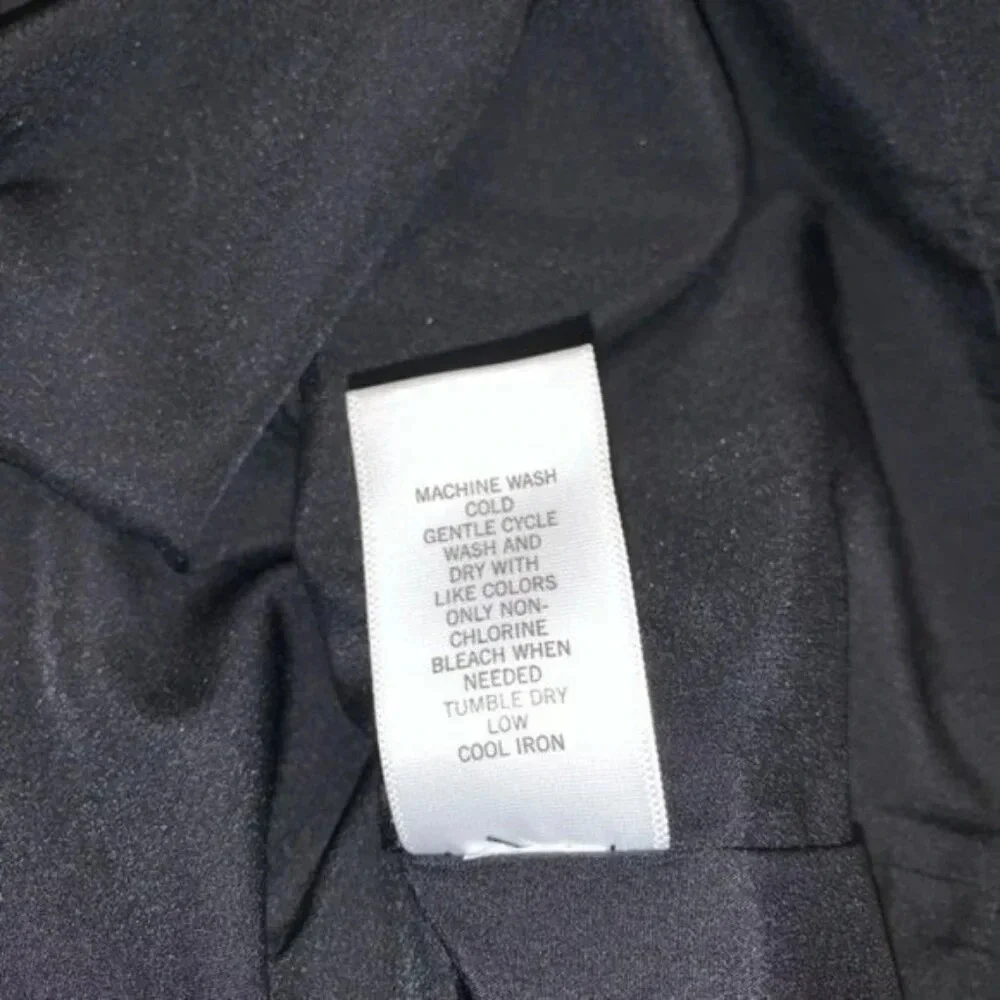 MACHINE WASH
COLD
GENTLE CYCLE
WASH AND
DRY WITH
LIKE COLORS
ONLY NON-
CHLORINE
BLEACH WHEN
NEEDED
TUMBLE DRY
LOW
COOL IRON